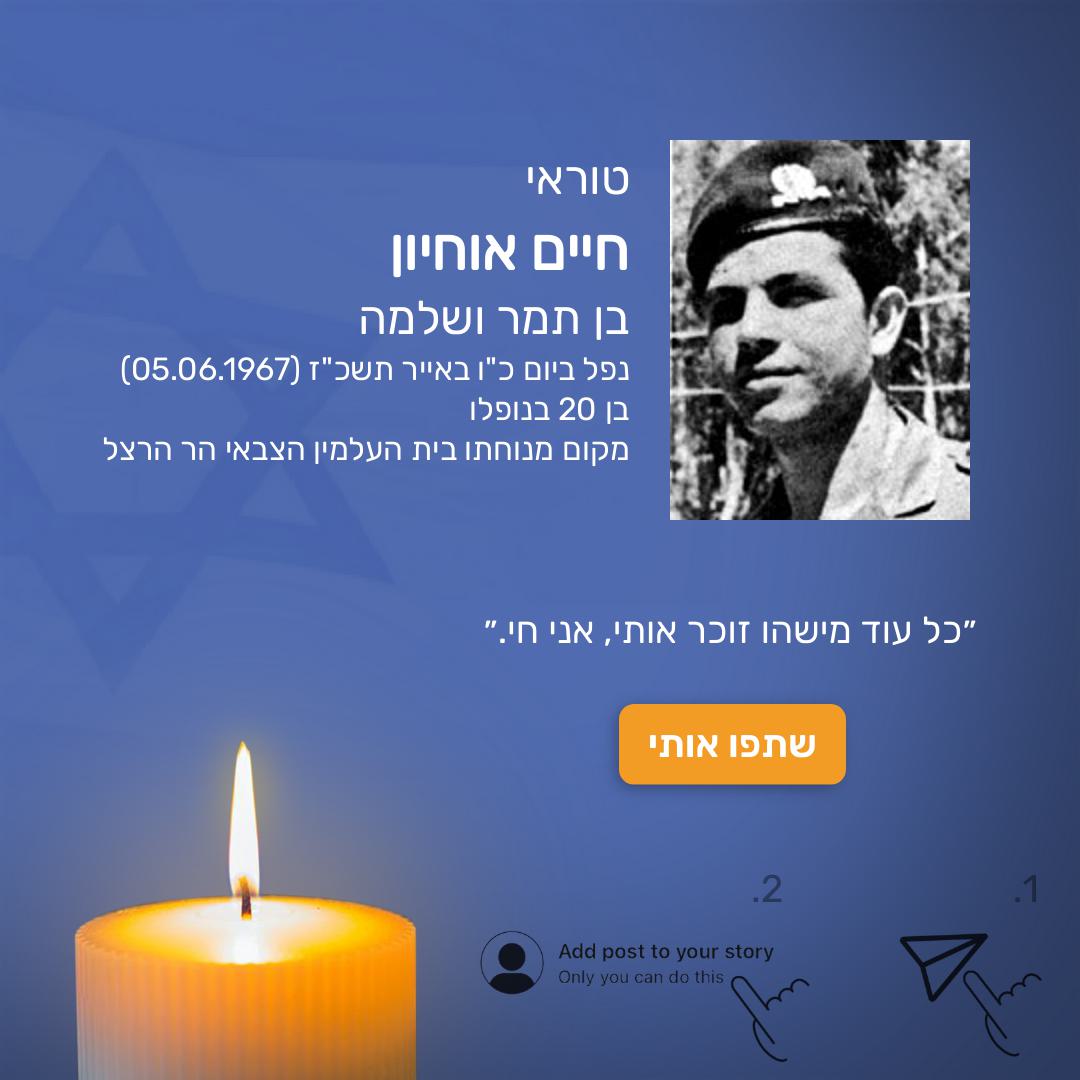 טוראי
חיים אוחיון
בן תמר ושלמה
נפל ביום כ"ו באייר תשכ"ז (05.06.1967)
בן 20 בנופלו
מקום מנוחתו בית העלמין הצבאי הר הרצל
״כל עוד מישהו זוכר אותי, אני חי.״
שתפו אותי
.1
.2
Add post to your story
Only you can do this